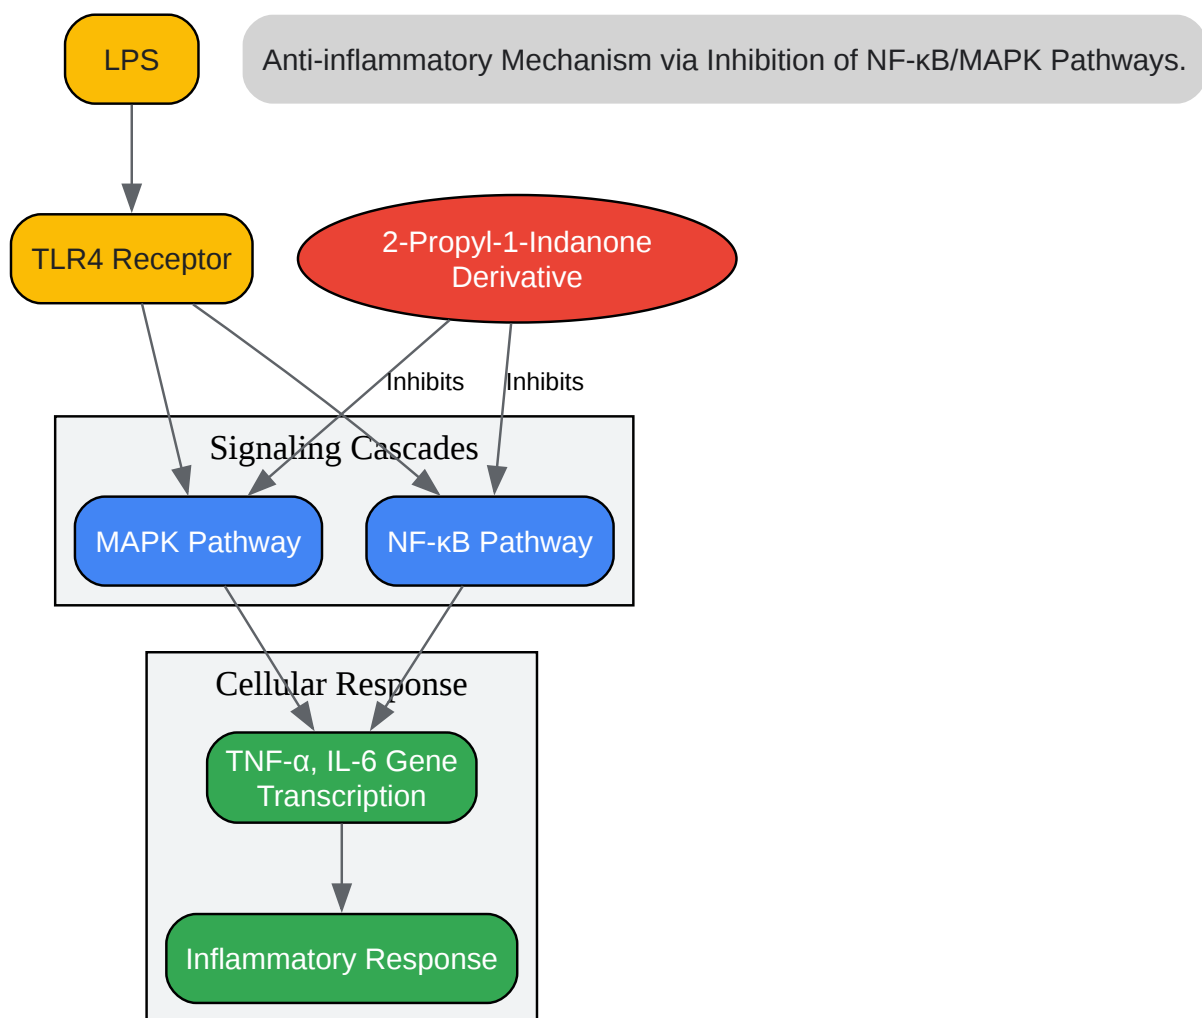 LPS
Anti-inflammatory Mechanism via Inhibition of NF-κB/MAPK Pathways.
TLR4 Receptor
2-Propyl-1-Indanone
Derivative
Inhibits
Inhibits
Signaling Cascades
MAPK Pathway
NF-κB Pathway
Cellular Response
TNF-α, IL-6 Gene
Transcription
Inflammatory Response